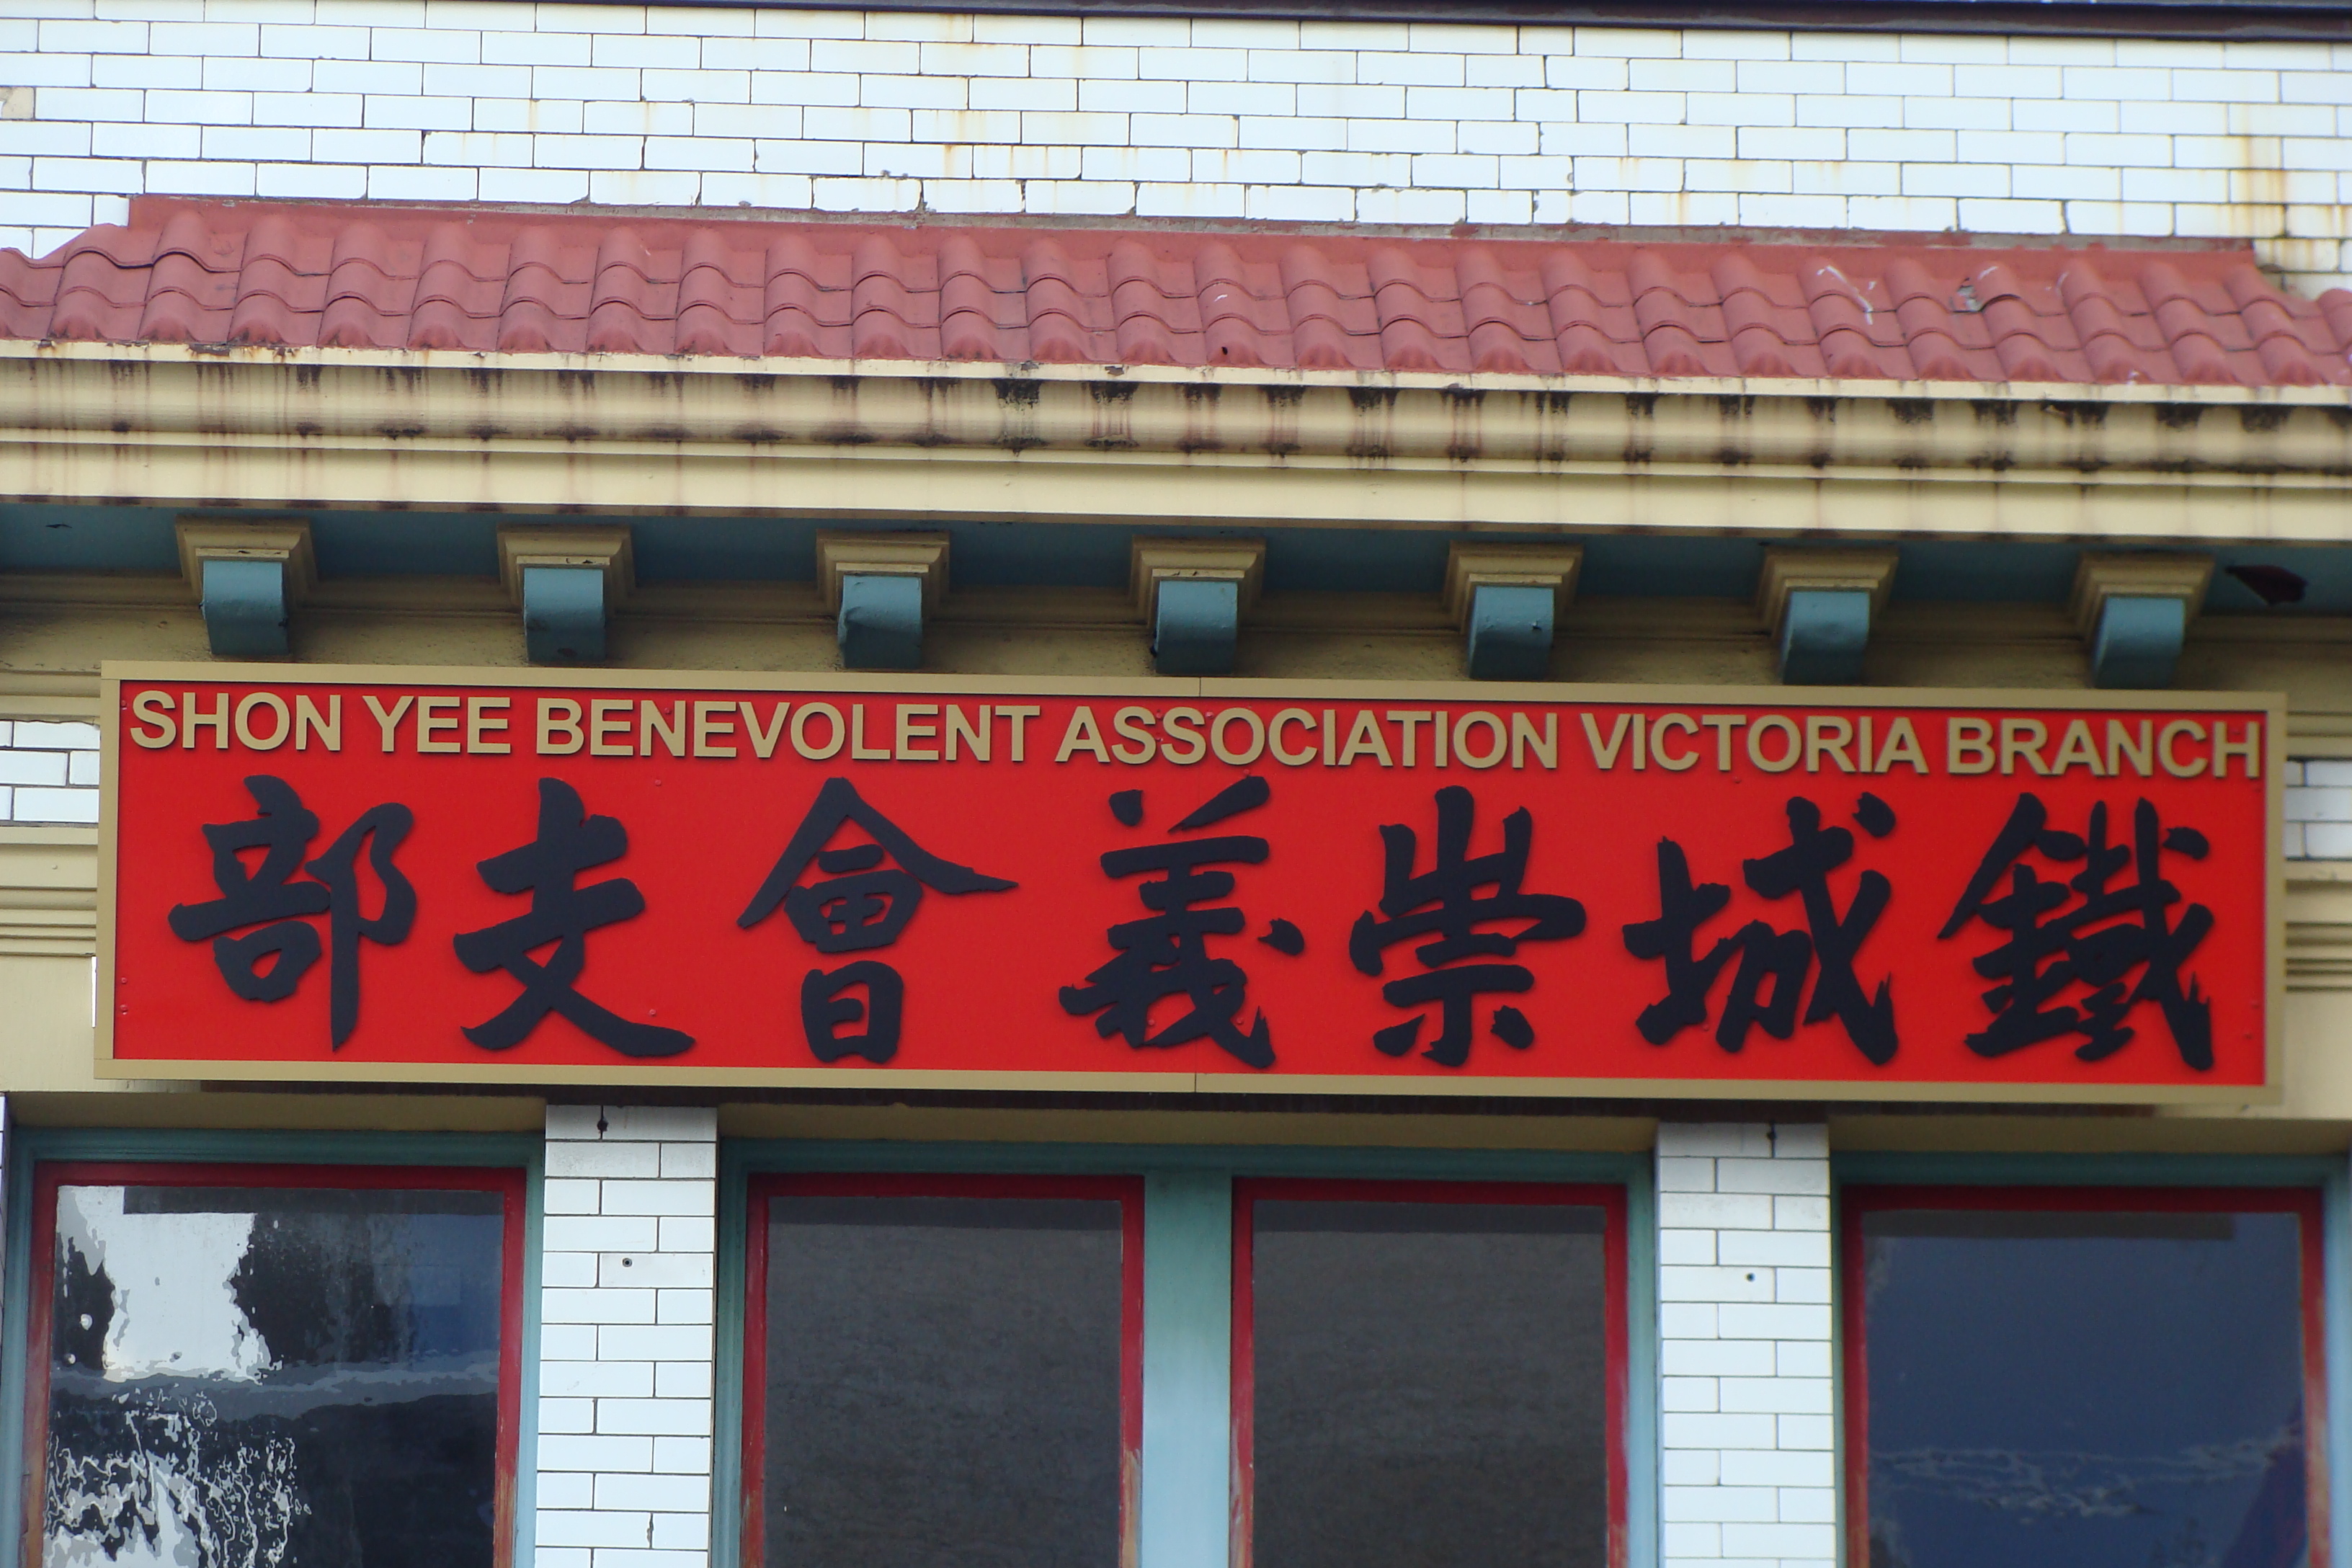 SHON YEE BENEVOLENT ASSOCIATION VICTORIA BRANCH
鐵城崇義會支部